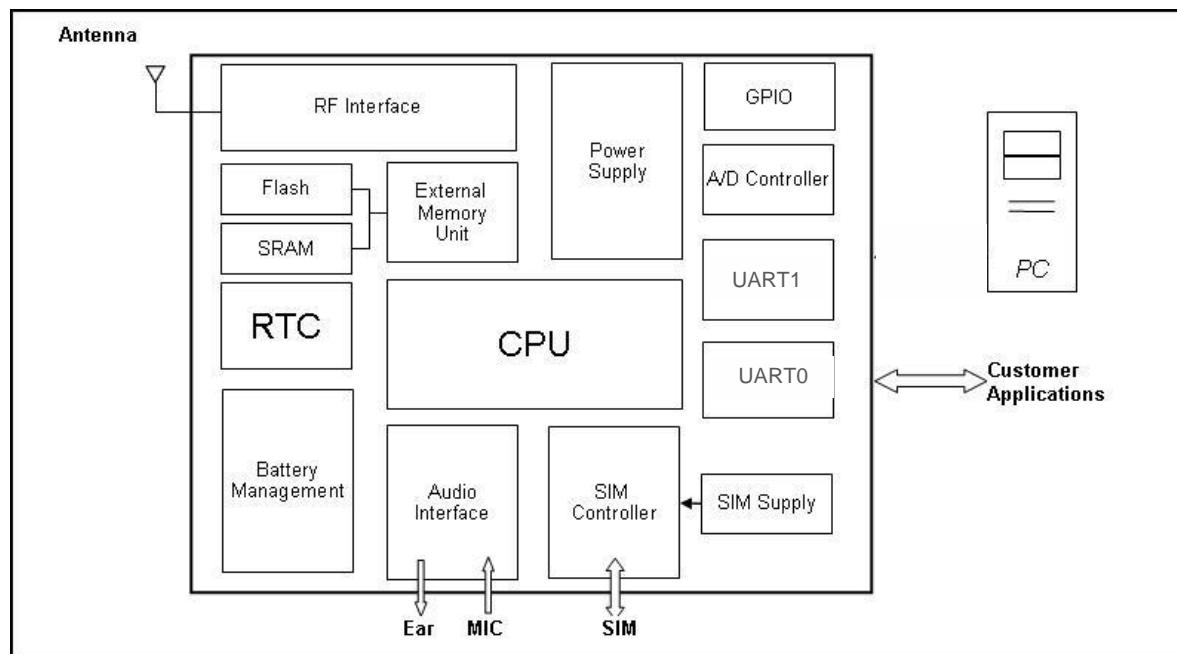 Antenna
RF Interface
Power
Supply
GPIO
A/D Controller
Flash
SRAM
External
Memory
Unit
PC
UART1
RTC
CPU
UART0
Customer
Applications
Battery
Management
Audio
Interface
SIM
Controller
SIM Supply
Ear
MIC
SIM